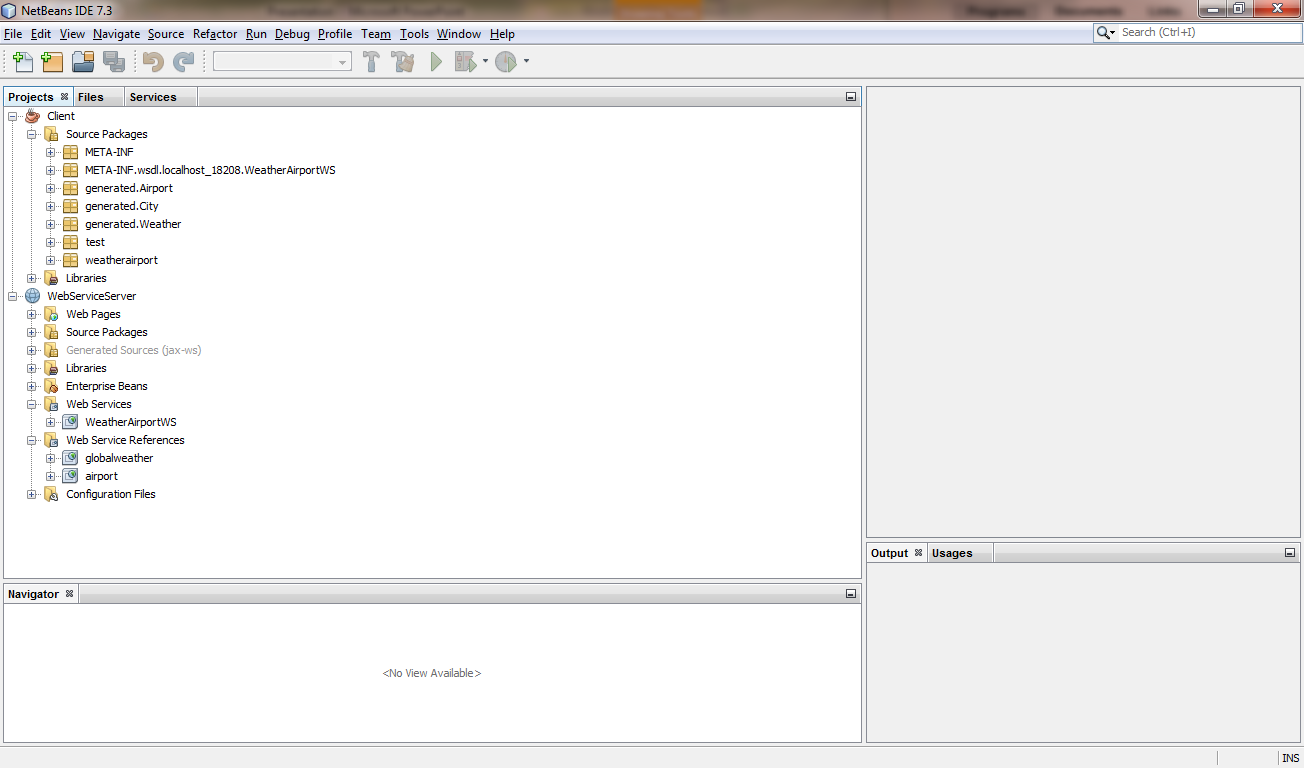 NetBeans IDE 7.3
File Edit View Navigate Source Refactor Run Debug Profile Team Tools Window Help
Search (Ctrl+I)
Projects Files Services
Client
Source Packages
META-INF
META-INF.wsdl.localhost_18208.WeatherAirportWS
generated.Airport
generated.City
generated.Weather
test
weatherairport
Libraries
WebServiceServer
Web Pages
Source Packages
Generated Sources (jax-ws)
Libraries
Enterprise Beans
Web Services
WeatherAirportWS
Web Service References
globalweather
airport
Configuration Files
Output Usages
Navigator
<No View Available>
INS